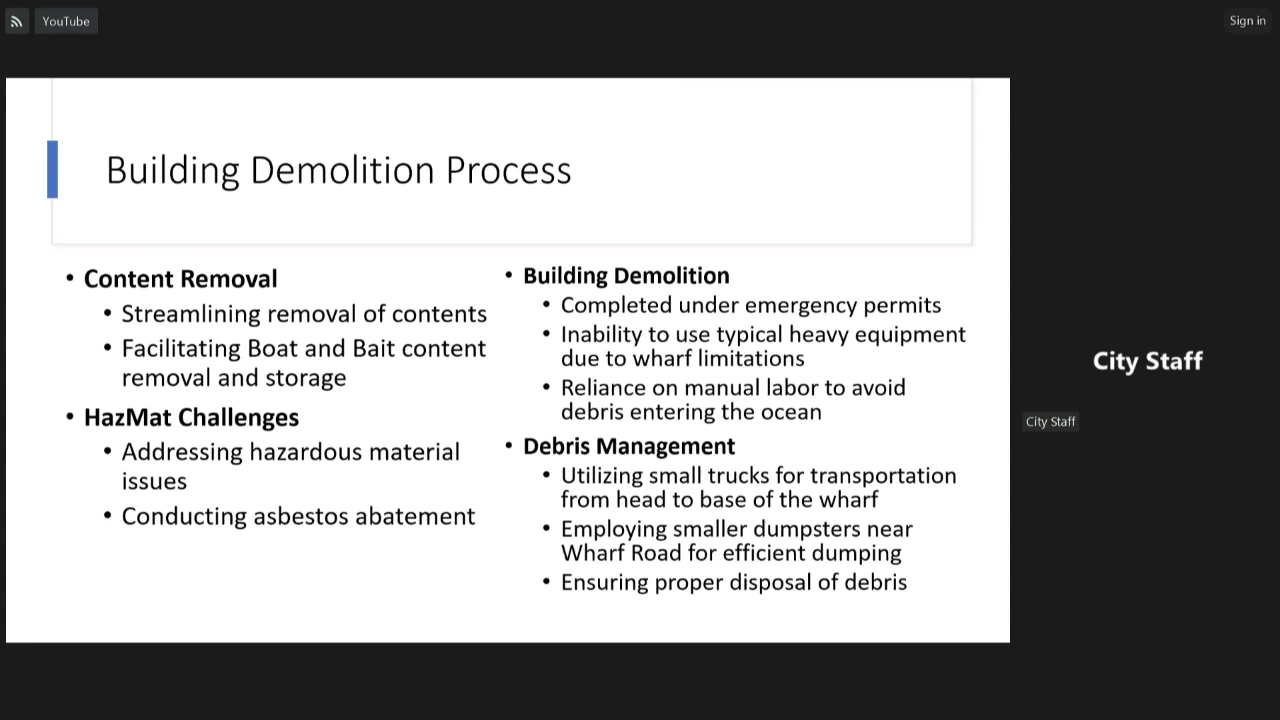 YouTube
Sign in
Building Demolition Process
• Content Removal
• Streamlining removal of contents
• Facilitating Boat and Bait content
removal and storage
• HazMat Challenges
• Addressing hazardous material
issues
• Conducting asbestos abatement
• Building Demolition
• Completed under emergency permits
• Inability to use typical heavy equipment
due to wharf limitations
• Reliance on manual labor to avoid
debris entering the ocean
• Debris Management
• Utilizing small trucks for transportation
from head to base of the wharf
• Employing smaller dumpsters near
Wharf Road for efficient dumping
• Ensuring proper disposal of debris
City Staff
City Staff